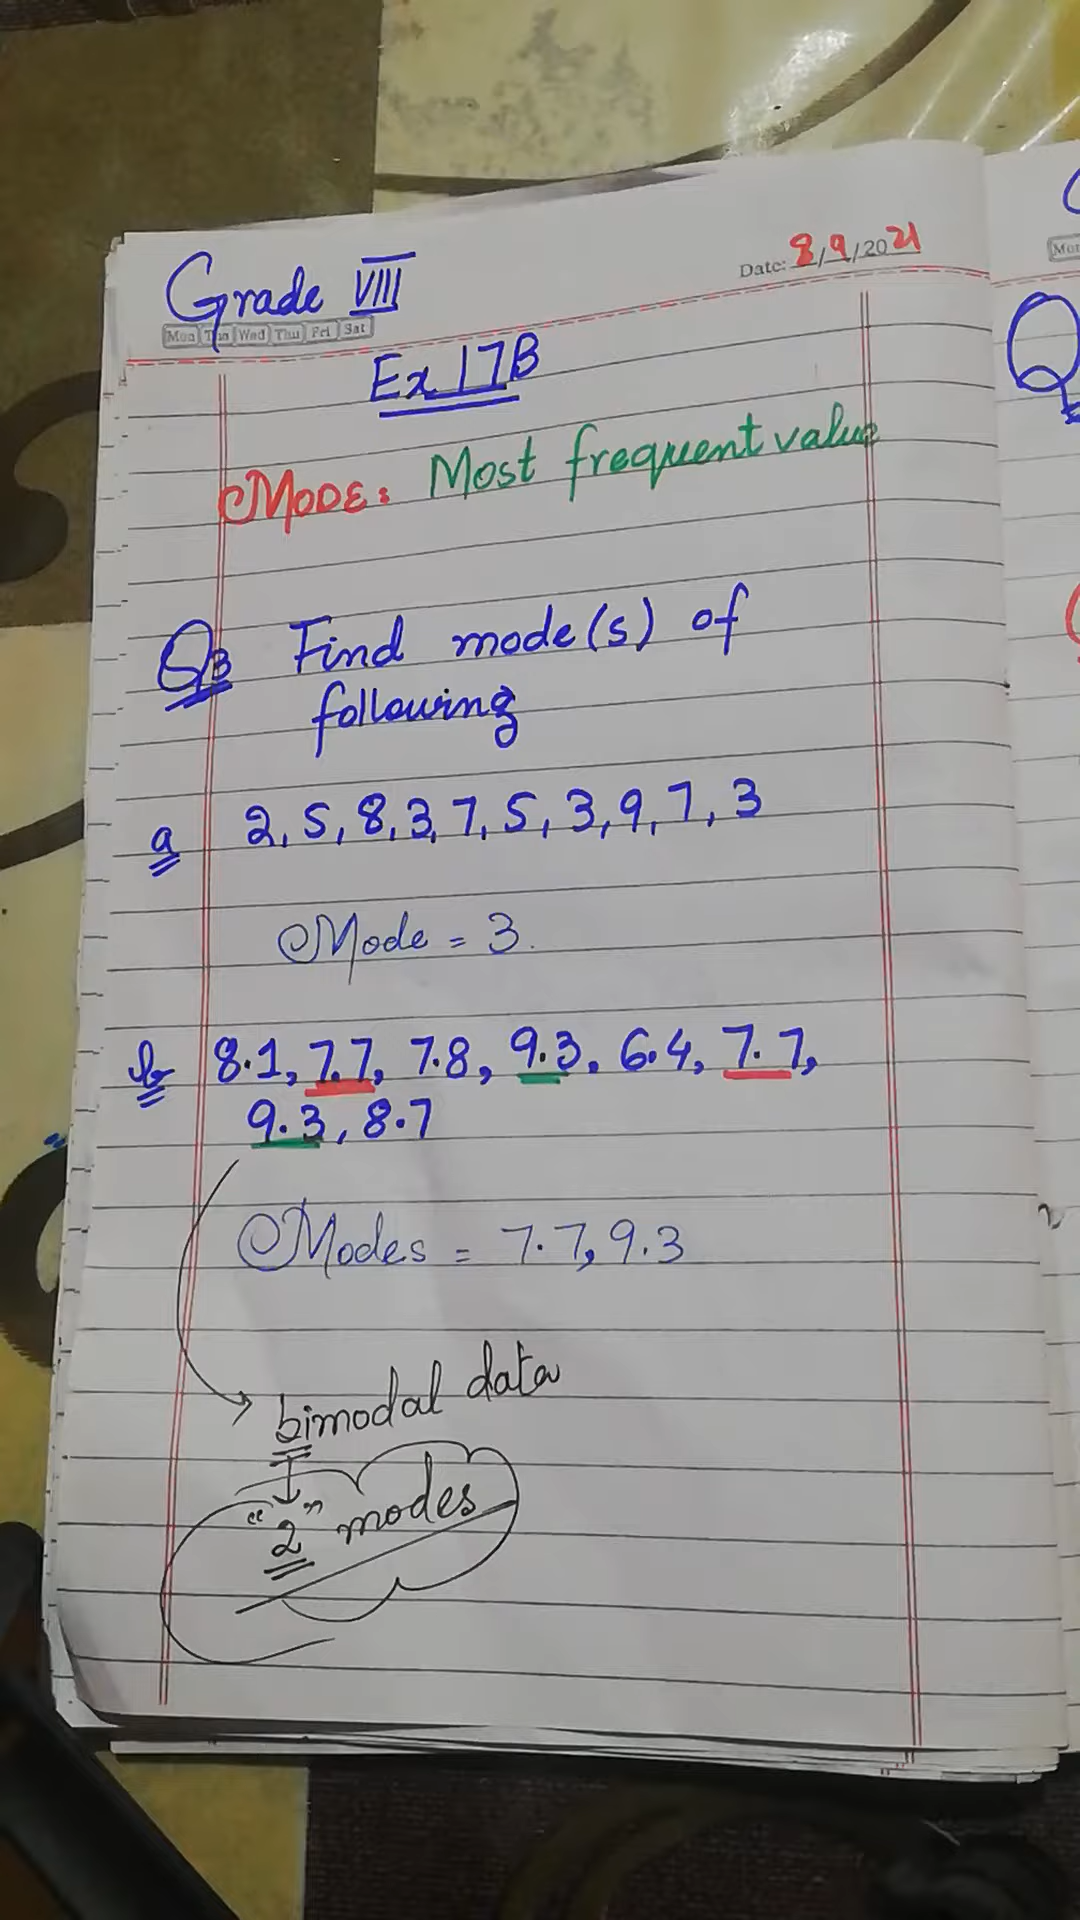 Grade VIII
Date: 8/9/2021
Mon Tue Wed Thu Fri Sat
Ex 17B
MODE: Most frequent value
Q3 Find mode(s) of
following
a 2, 5, 8, 3, 7, 5, 3, 9, 7, 3
Mode = 3.
b 8.1, 7.7, 7.8, 9.3, 6.4, 7.7,
9.3, 8.7
Modes = 7.7, 9.3
bimodal data
"2" modes
Mon
Q